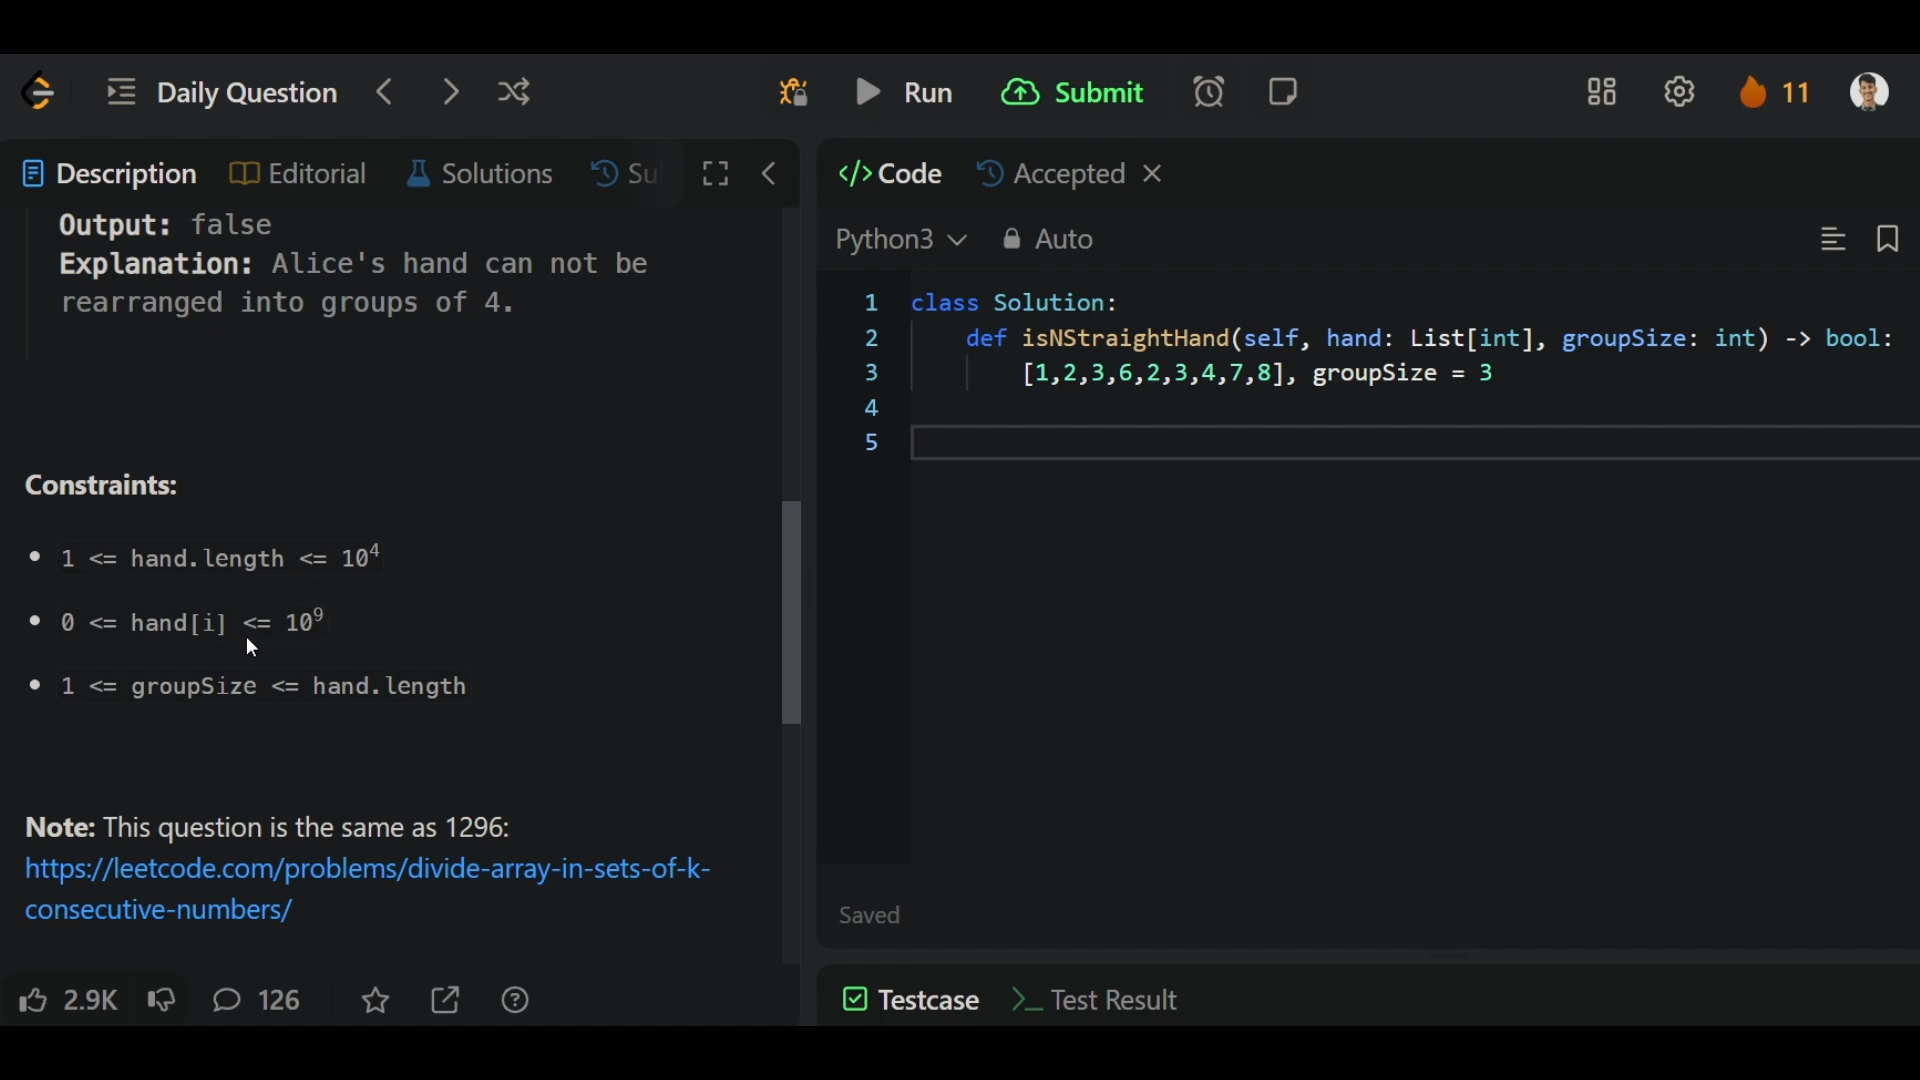 Daily Question
Run
Submit
11
Description
Editorial
Solutions
Su
Code
Accepted
Output: false
Explanation: Alice's hand can not be
rearranged into groups of 4.
Constraints:
1 <= hand.length <= 10⁴
0 <= hand[i] <= 10⁹
1 <= groupSize <= hand.length
Note: This question is the same as 1296:
https://leetcode.com/problems/divide-array-in-sets-of-k-
consecutive-numbers/
2.9K
126
Python3
Auto
1 class Solution:
2 def isNStraightHand(self, hand: List[int], groupSize: int) -> bool:
3 [1,2,3,6,2,3,4,7,8], groupSize = 3
4
5
Saved
Testcase
Test Result